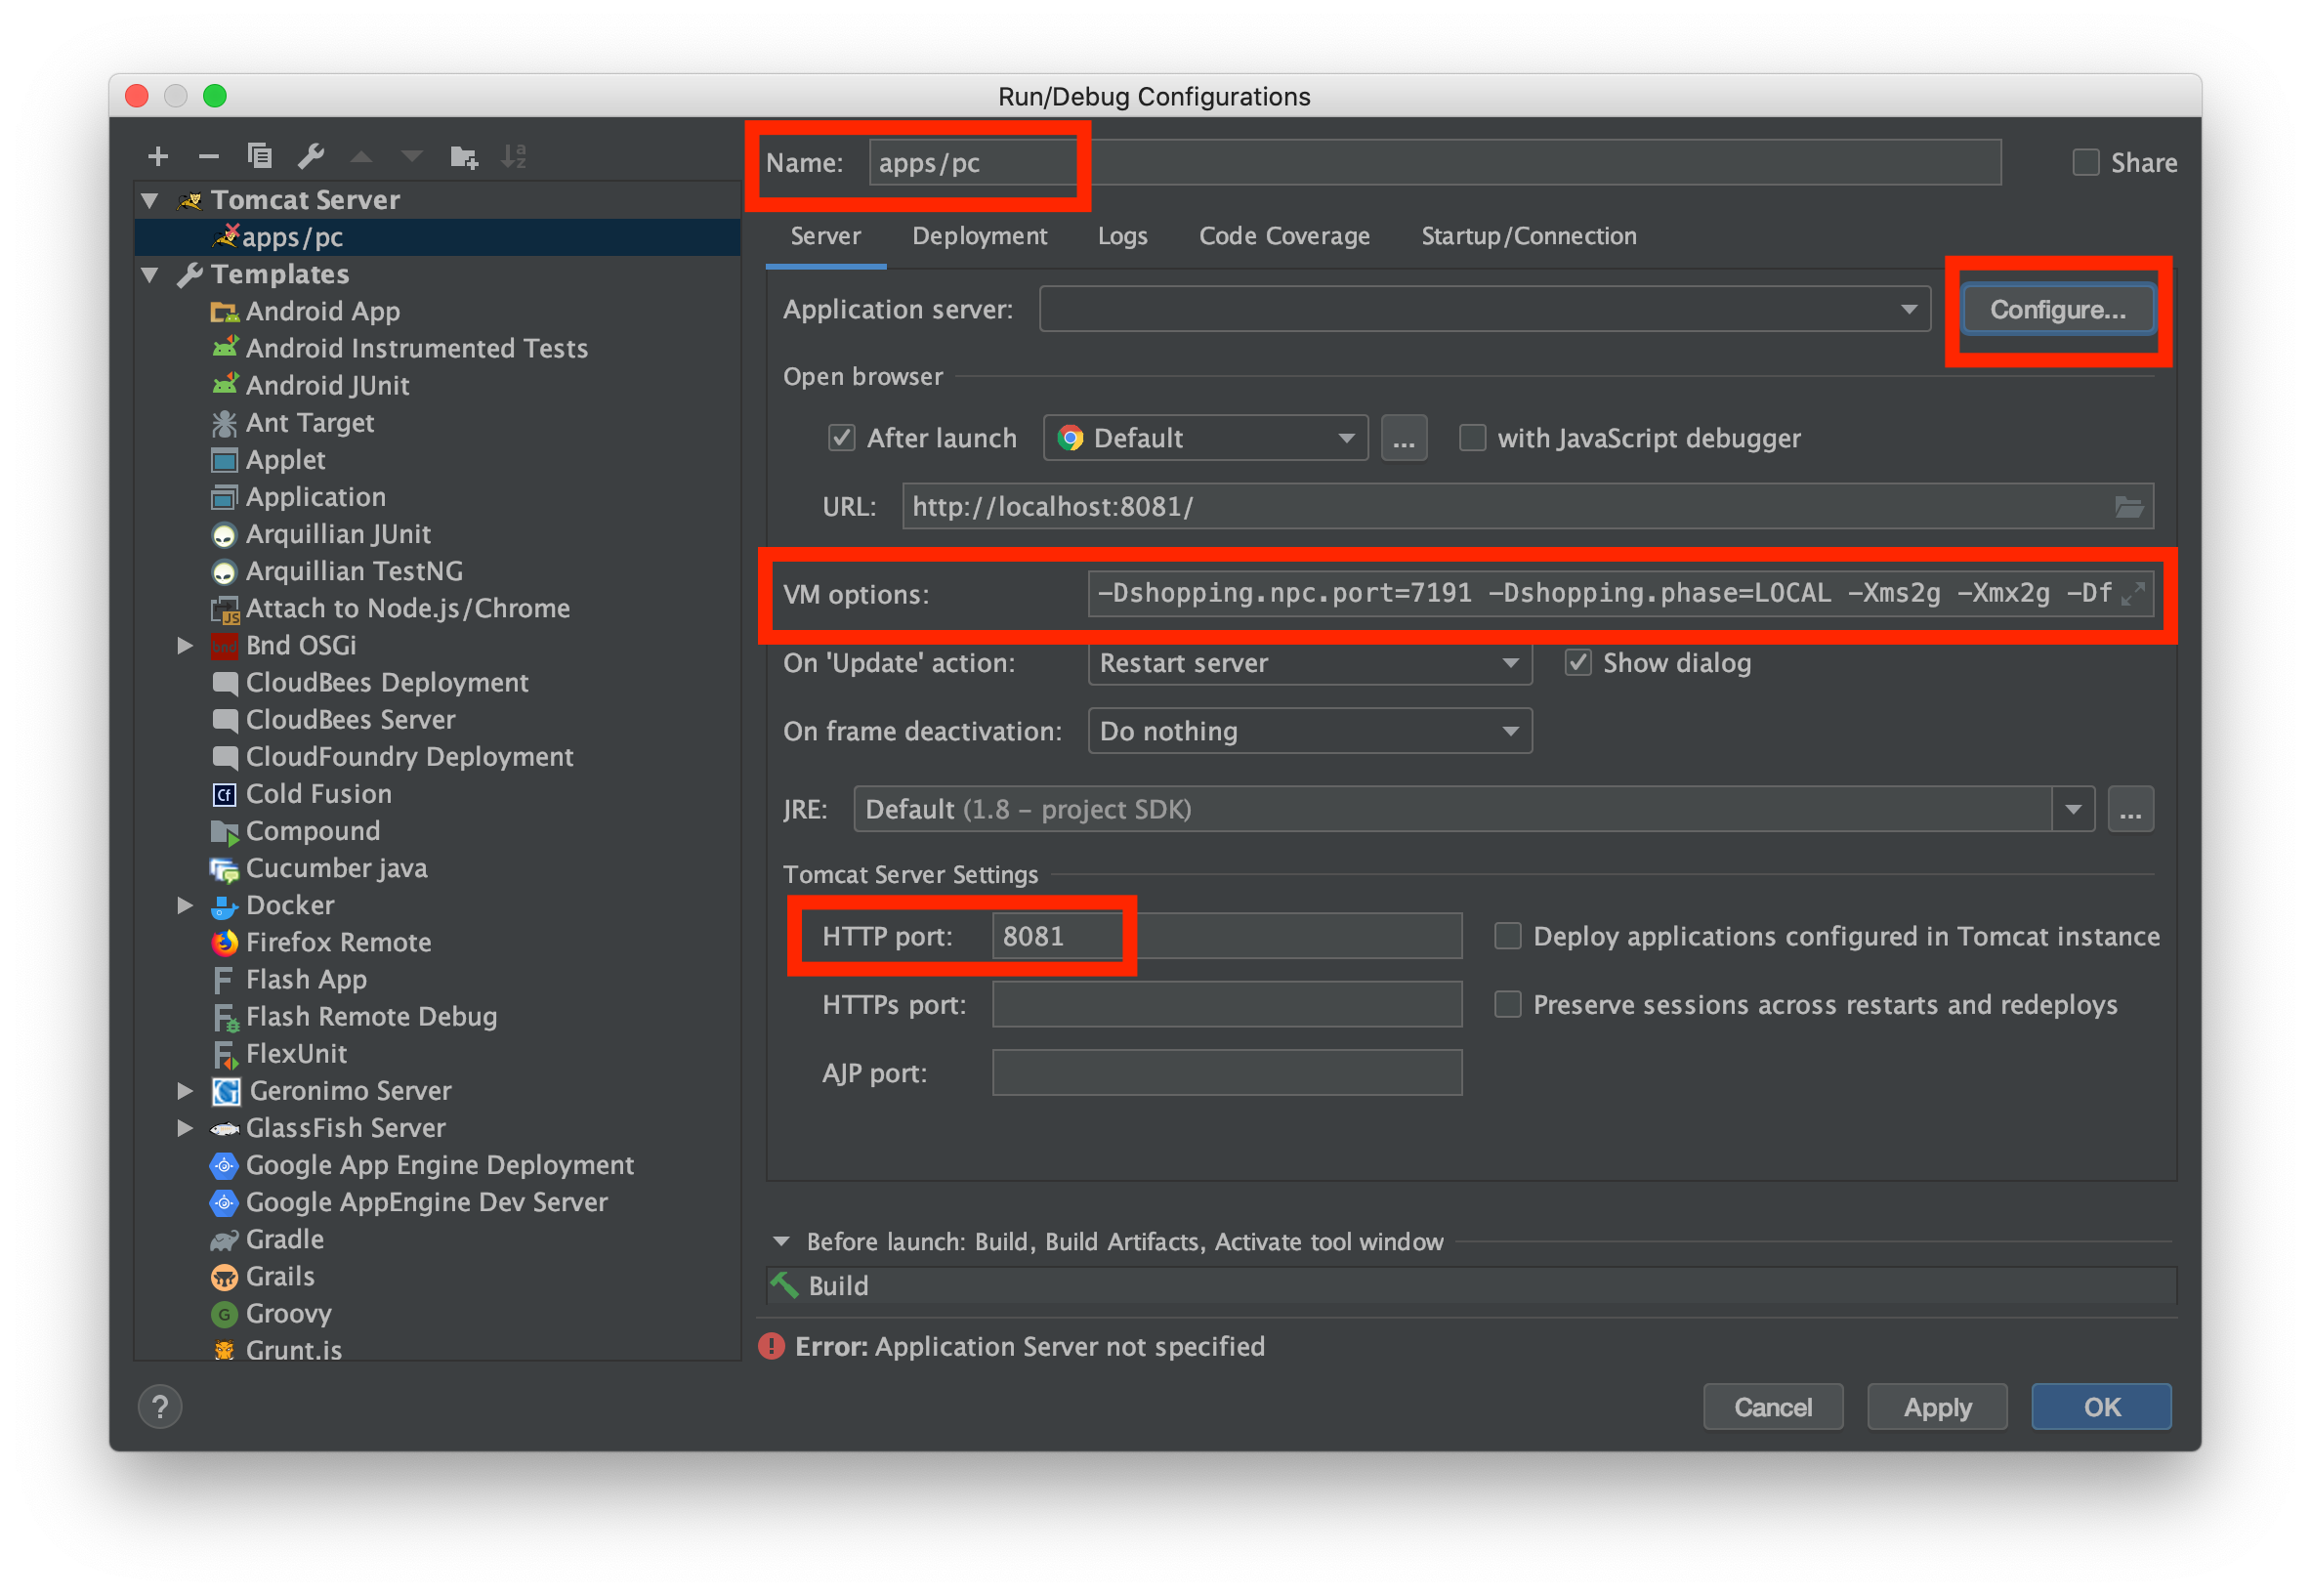 Run/Debug Configurations
Name: apps/pc
Share
Tomcat Server
apps/pc
Templates
Android App
Android Instrumented Tests
Android JUnit
Ant Target
Applet
Application
Arquillian JUnit
Arquillian TestNG
Attach to Node.js/Chrome
Bnd OSGi
CloudBees Deployment
CloudBees Server
CloudFoundry Deployment
Cold Fusion
Compound
Cucumber java
Docker
Firefox Remote
Flash App
Flash Remote Debug
FlexUnit
Geronimo Server
GlassFish Server
Google App Engine Deployment
Google AppEngine Dev Server
Gradle
Grails
Groovy
Grunt.js
Server Deployment Logs Code Coverage Startup/Connection
Application server: Configure...
Open browser
After launch Default ... with JavaScript debugger
URL: http://localhost:8081/
VM options: -Dshopping.npc.port=7191 -Dshopping.phase=LOCAL -Xms2g -Xmx2g -Df
On 'Update' action: Restart server Show dialog
On frame deactivation: Do nothing
JRE: Default (1.8 - project SDK) ...
Tomcat Server Settings
HTTP port: 8081 Deploy applications configured in Tomcat instance
HTTPs port: Preserve sessions across restarts and redeploys
AJP port:
Before launch: Build, Build Artifacts, Activate tool window
Build
Error: Application Server not specified
? Cancel Apply OK